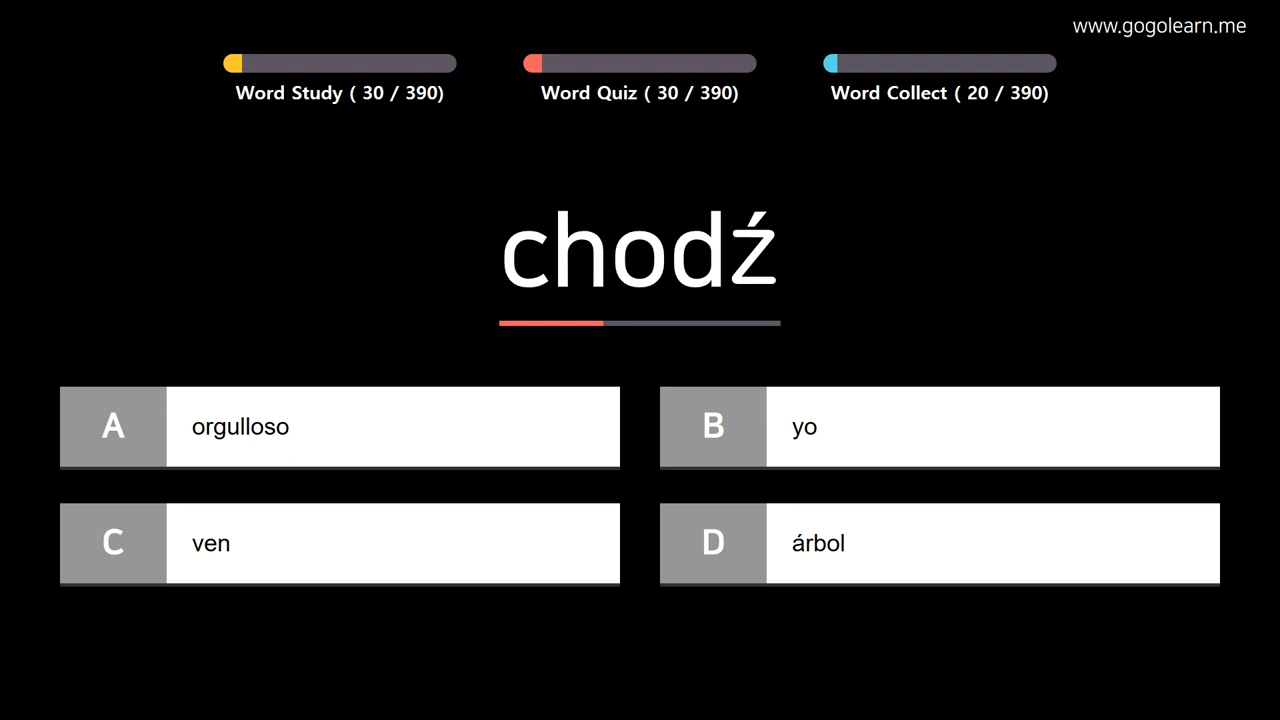 www.gogolearn.me
Word Study ( 30 / 390)
Word Quiz ( 30 / 390)
Word Collect ( 20 / 390)
chodź
A orgulloso
B yo
C ven
D árbol